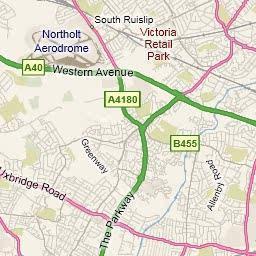 South Ruislip
Northolt
Aerodrome
Victoria
Retail
Park
A40
Western Avenue
A4180
B455
Greenway
Allenby
Road
Uxbridge Road
The Parkway